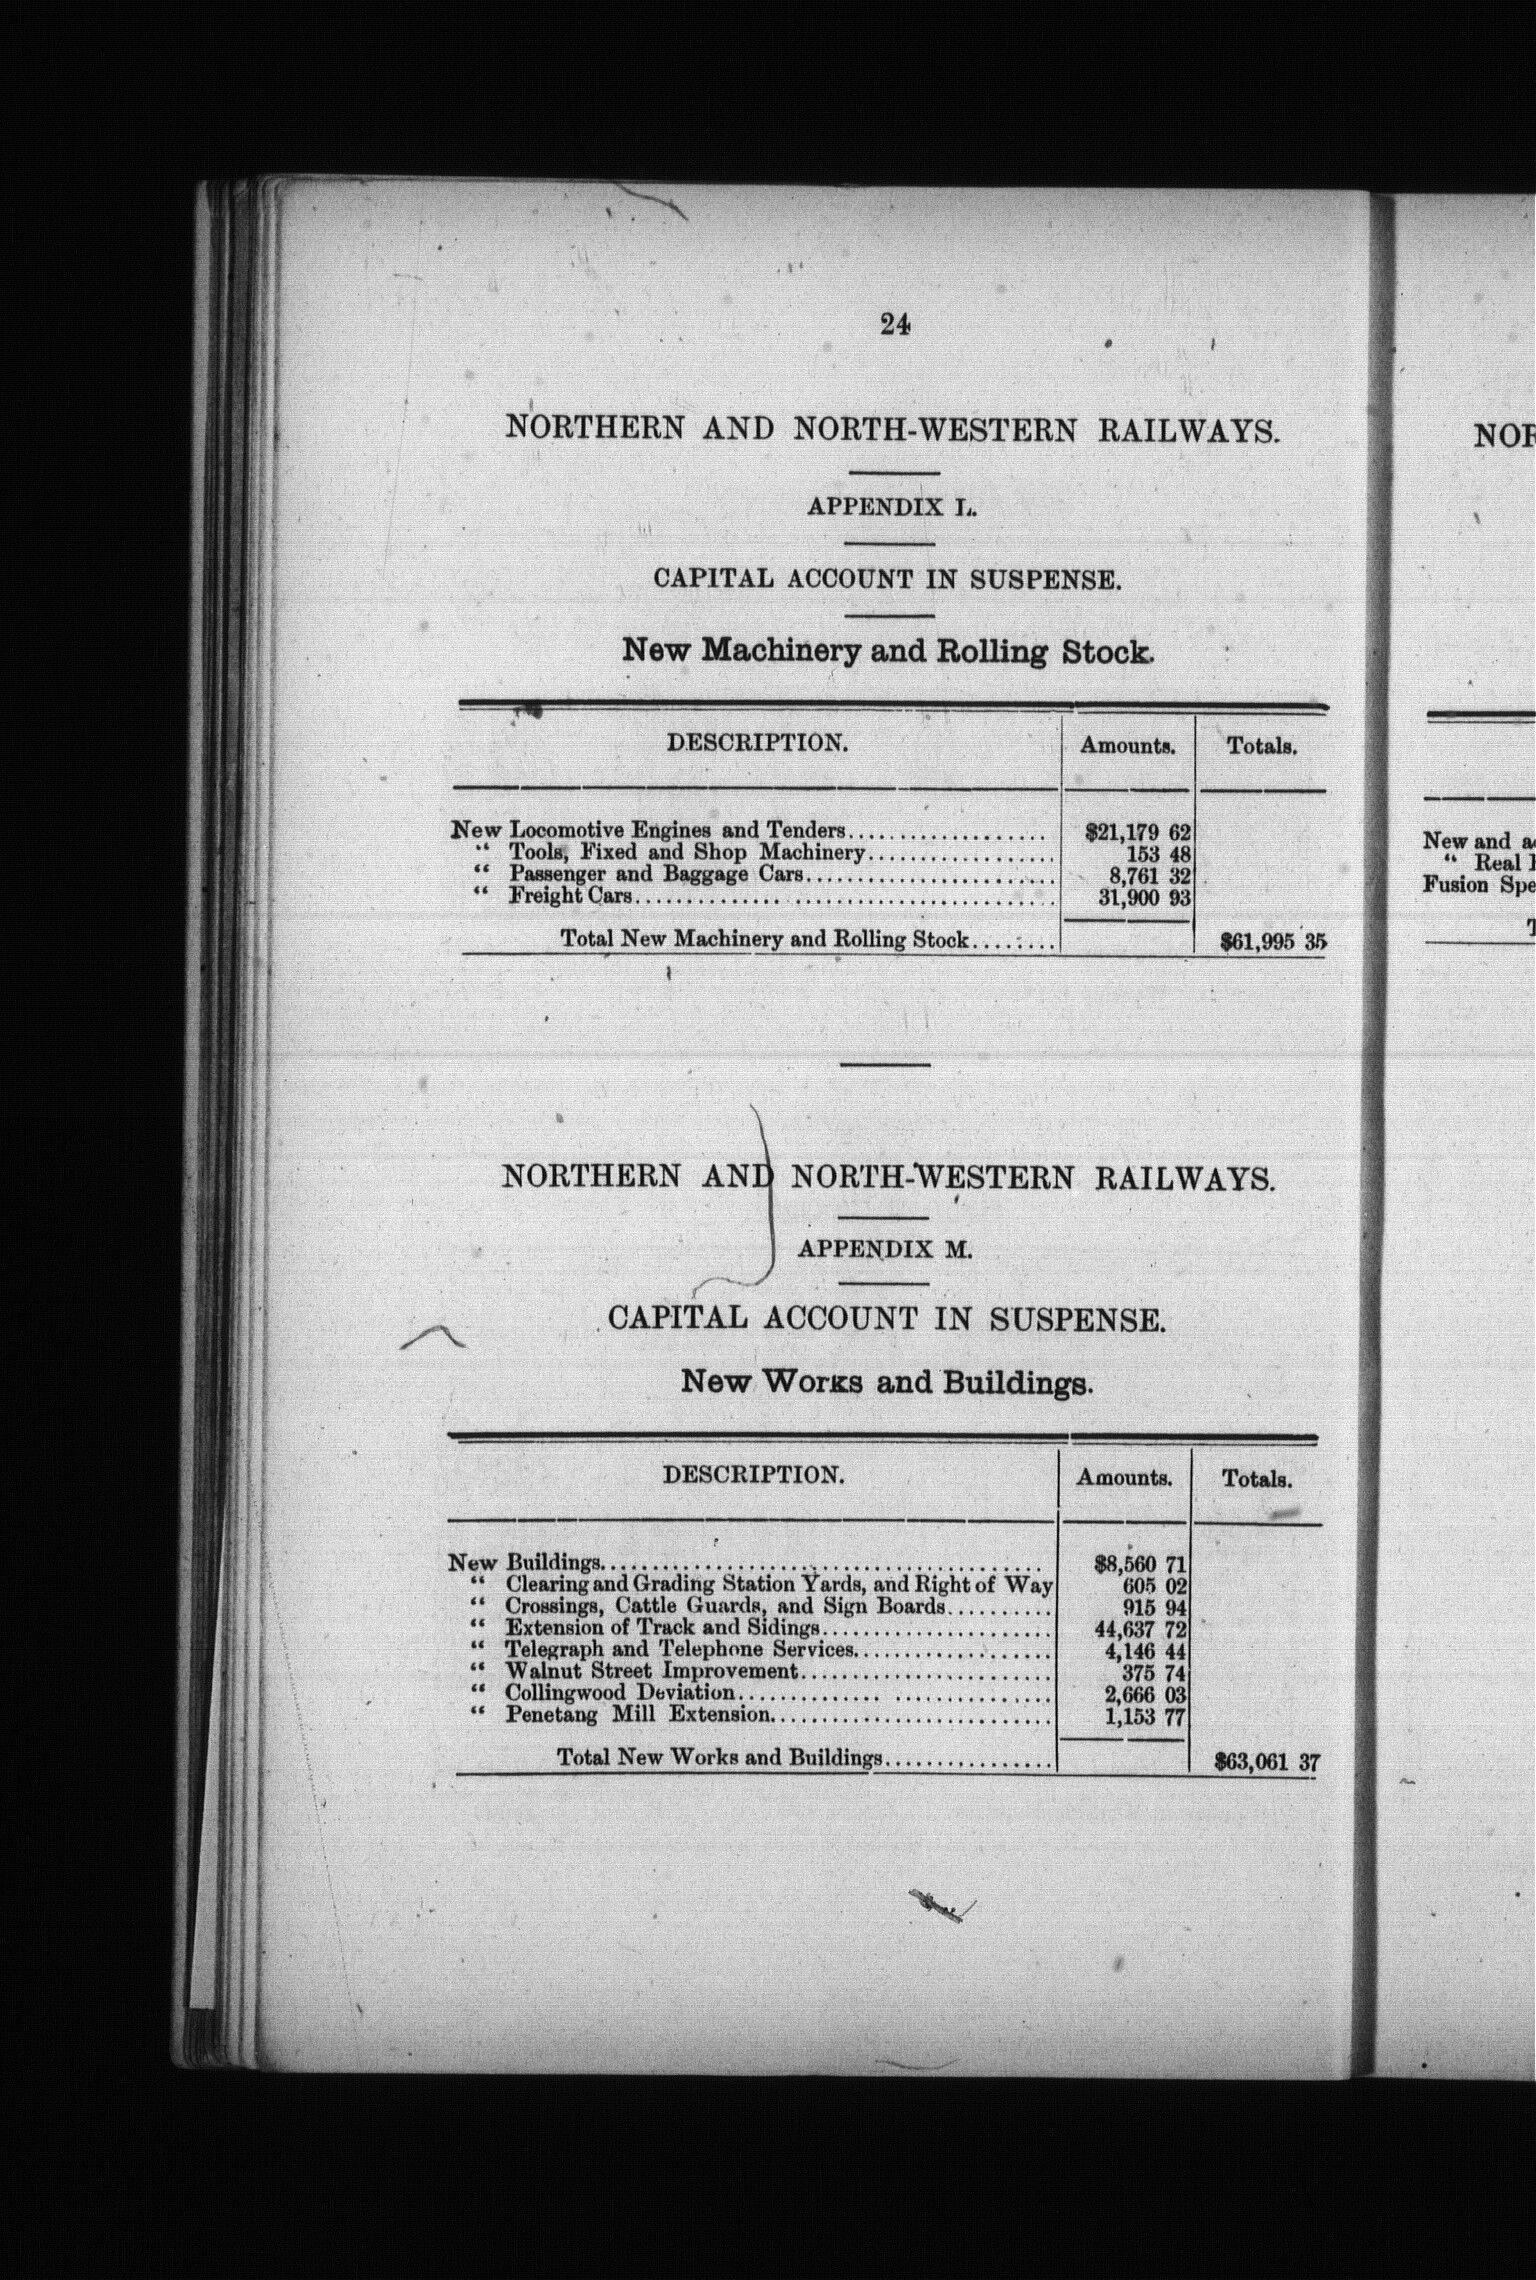 24
NORTHERN AND NORTH-WESTERN RAILWAYS.
APPENDIX L.
CAPITAL ACCOUNT IN SUSPENSE.
New Machinery and Rolling Stock.
DESCRIPTION. Amounts. Totals.
New Locomotive Engines and Tenders.................. $21,179 62
“ Tools, Fixed and Shop Machinery.................. 153 48
“ Passenger and Baggage Cars........................ 8,761 32
“ Freight Cars........................................ 31,900 93
Total New Machinery and Rolling Stock........ $61,995 35
NORTHERN AND NORTH-WESTERN RAILWAYS.
APPENDIX M.
CAPITAL ACCOUNT IN SUSPENSE.
New Works and Buildings.
DESCRIPTION. Amounts. Totals.
New Buildings.......................................... $8,560 71
“ Clearing and Grading Station Yards, and Right of Way 605 02
“ Crossings, Cattle Guards, and Sign Boards.......... 915 94
“ Extension of Track and Sidings...................... 44,637 72
“ Telegraph and Telephone Services................... 4,146 44
“ Walnut Street Improvement........................ 375 74
“ Collingwood Deviation.............................. 2,666 03
“ Penetang Mill Extension........................... 1,153 77
Total New Works and Buildings................ $63,061 37
NOR
New and a
“ Real
Fusion Spe
T